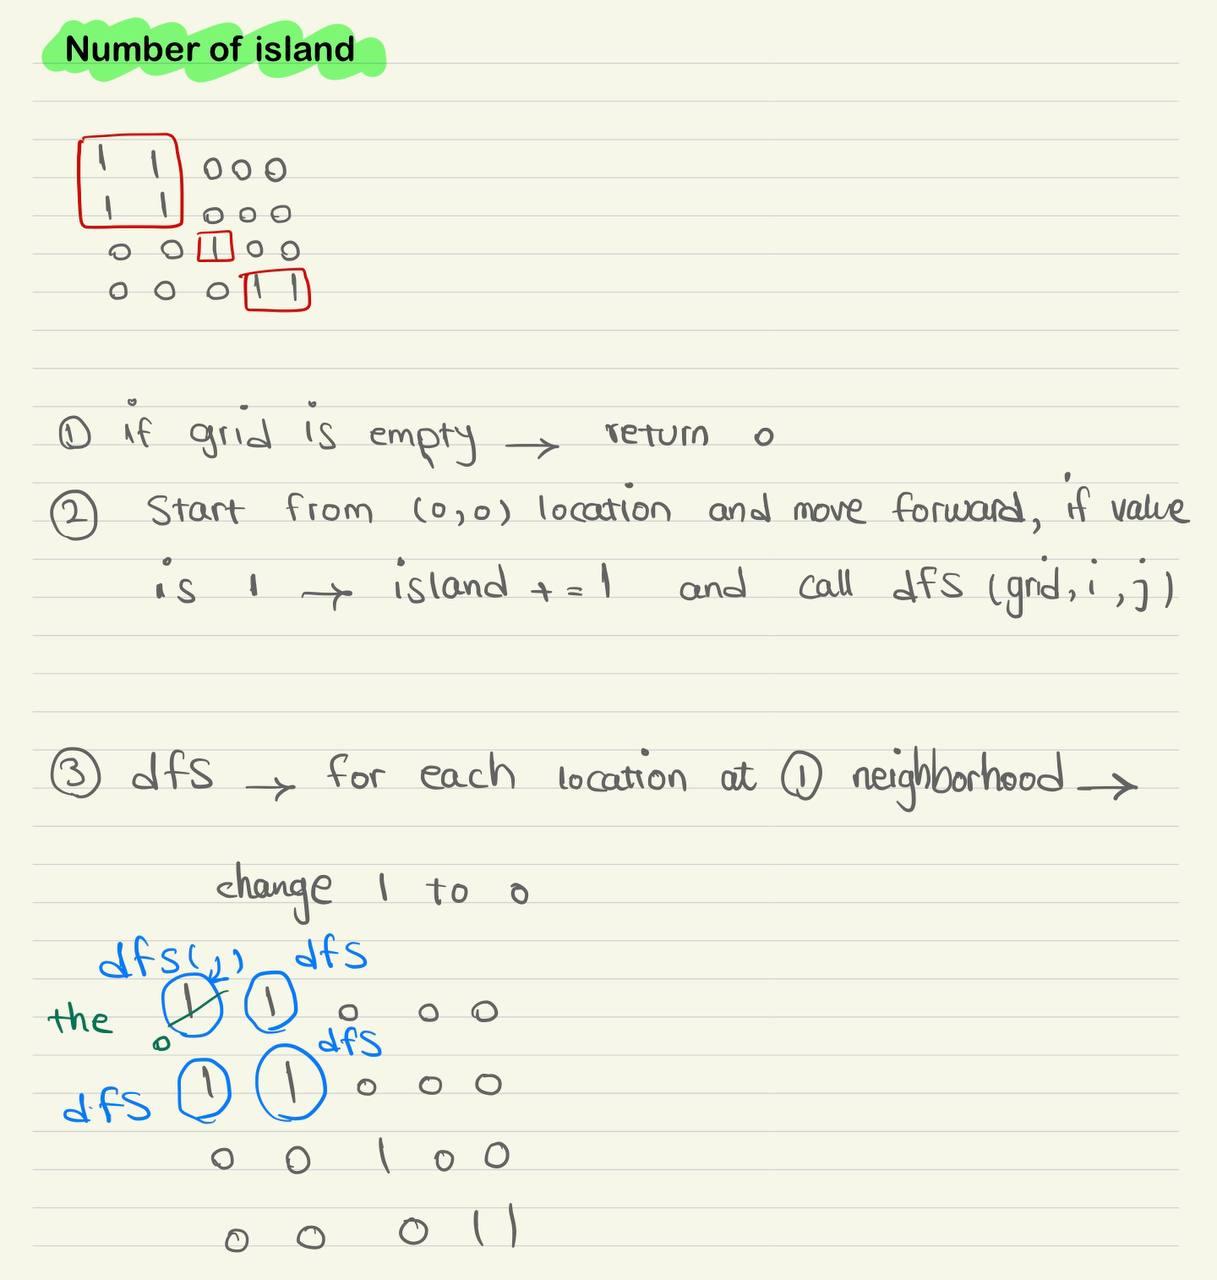 Number of island
1 1 0 0 0
1 1 0 0 0
0 0 1 0 0
0 0 0 1 1
① if grid is empty → return 0
② Start from (0,0) location and move forward, if value
is 1 → island += 1 and call dfs (grid, i, j)
③ dfs → for each location at ① neighborhood →
change 1 to 0
dfs( ) dfs
the 1 1 0 0 0
0 dfs
dfs 1 1 0 0 0
0 0 1 0 0
0 0 0 1 1